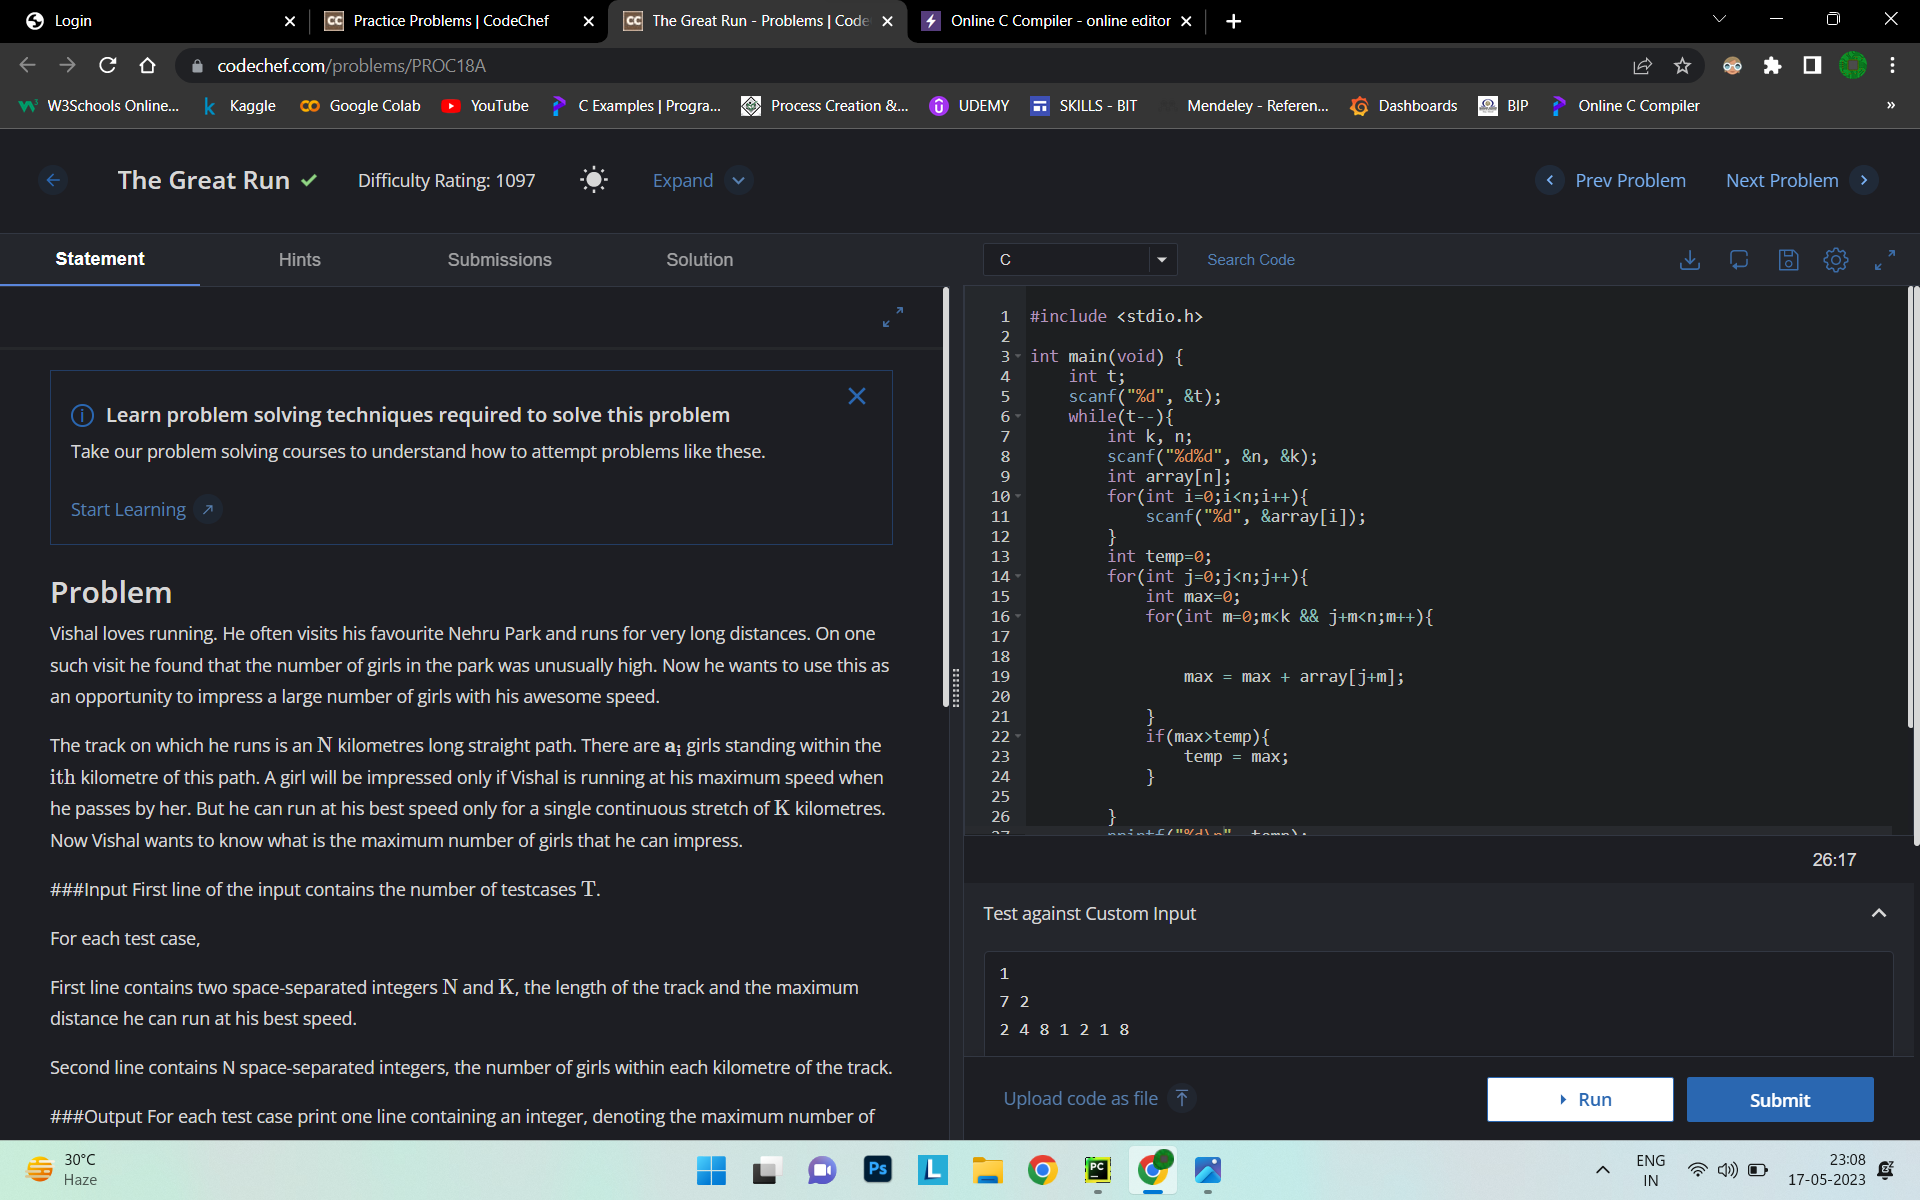 Login
Practice Problems | CodeChef
The Great Run - Problems | Code
Online C Compiler - online editor
codechef.com/problems/PROC18A
W3Schools Online...
Kaggle
Google Colab
YouTube
C Examples | Progra...
Process Creation &...
UDEMY
SKILLS - BIT
Mendeley - Referen...
Dashboards
BIP
Online C Compiler
»
The Great Run
Difficulty Rating: 1097
Expand
Prev Problem
Next Problem
Statement
Hints
Submissions
Solution
C
Search Code
Learn problem solving techniques required to solve this problem
Take our problem solving courses to understand how to attempt problems like these.
Start Learning
Problem
Vishal loves running. He often visits his favourite Nehru Park and runs for very long distances. On one
such visit he found that the number of girls in the park was unusually high. Now he wants to use this as
an opportunity to impress a large number of girls with his awesome speed.
The track on which he runs is an N kilometres long straight path. There are ai girls standing within the
ith kilometre of this path. A girl will be impressed only if Vishal is running at his maximum speed when
he passes by her. But he can run at his best speed only for a single continuous stretch of K kilometres.
Now Vishal wants to know what is the maximum number of girls that he can impress.
###Input First line of the input contains the number of testcases T.
For each test case,
First line contains two space-separated integers N and K, the length of the track and the maximum
distance he can run at his best speed.
Second line contains N space-separated integers, the number of girls within each kilometre of the track.
###Output For each test case print one line containing an integer, denoting the maximum number of
1 #include <stdio.h>
2
3 int main(void) {
4 int t;
5 scanf("%d", &t);
6 while(t--){
7 int k, n;
8 scanf("%d%d", &n, &k);
9 int array[n];
10 for(int i=0;i<n;i++){
11 scanf("%d", &array[i]);
12 }
13 int temp=0;
14 for(int j=0;j<n;j++){
15 int max=0;
16 for(int m=0;m<k && j+m<n;m++){
17
18
19 max = max + array[j+m];
20
21 }
22 if(max>temp){
23 temp = max;
24 }
25
26 }
27 printf("%d\n", temp);
26:17
Test against Custom Input
1
7 2
2 4 8 1 2 1 8
Upload code as file
Run
Submit
30°C
Haze
Ps
L
PC
ENG
IN
23:08
17-05-2023